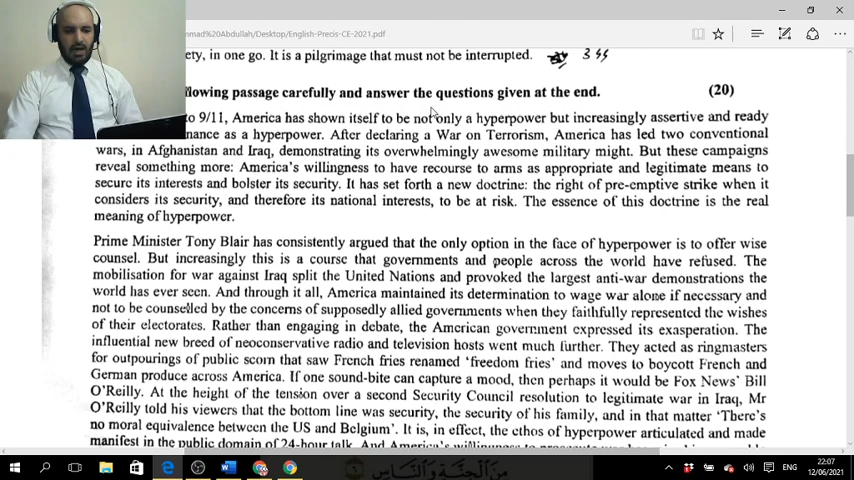 mmad%20Abdullah/Desktop/English-Precis-CE-2021.pdf
ety, in one go. It is a pilgrimage that must not be interrupted. 344
llowing passage carefully and answer the questions given at the end. (20)
to 9/11, America has shown itself to be not only a hyperpower but increasingly assertive and ready
nance as a hyperpower. After declaring a War on Terrorism, America has led two conventional
wars, in Afghanistan and Iraq, demonstrating its overwhelmingly awesome military might. But these campaigns
reveal something more: America's willingness to have recourse to arms as appropriate and legitimate means to
secure its interests and bolster its security. It has set forth a new doctrine: the right of pre-emptive strike when it
considers its security, and therefore its national interests, to be at risk. The essence of this doctrine is the real
meaning of hyperpower.
Prime Minister Tony Blair has consistently argued that the only option in the face of hyperpower is to offer wise
counsel. But increasingly this is a course that governments and people across the world have refused. The
mobilisation for war against Iraq split the United Nations and provoked the largest anti-war demonstrations the
world has ever seen. And through it all, America maintained its determination to wage war alone if necessary and
not to be counselled by the concerns of supposedly allied governments when they faithfully represented the wishes
of their electorates. Rather than engaging in debate, the American government expressed its exasperation. The
influential new breed of neoconservative radio and television hosts went much further. They acted as ringmasters
for outpourings of public scorn that saw French fries renamed 'freedom fries' and moves to boycott French and
German produce across America. If one sound-bite can capture a mood, then perhaps it would be Fox News' Bill
O'Reilly. At the height of the tension over a second Security Council resolution to legitimate war in Iraq, Mr
O'Reilly told his viewers that the bottom line was security, the security of his family, and in that matter 'There's
no moral equivalence between the US and Belgium'. It is, in effect, the ethos of hyperpower articulated and made
manifest in the public domain of 24-hour talk. And America's willingness to
مِنَ الْجِنَّةِ وَالنَّاسِ
ENG
22:07
12/06/2021